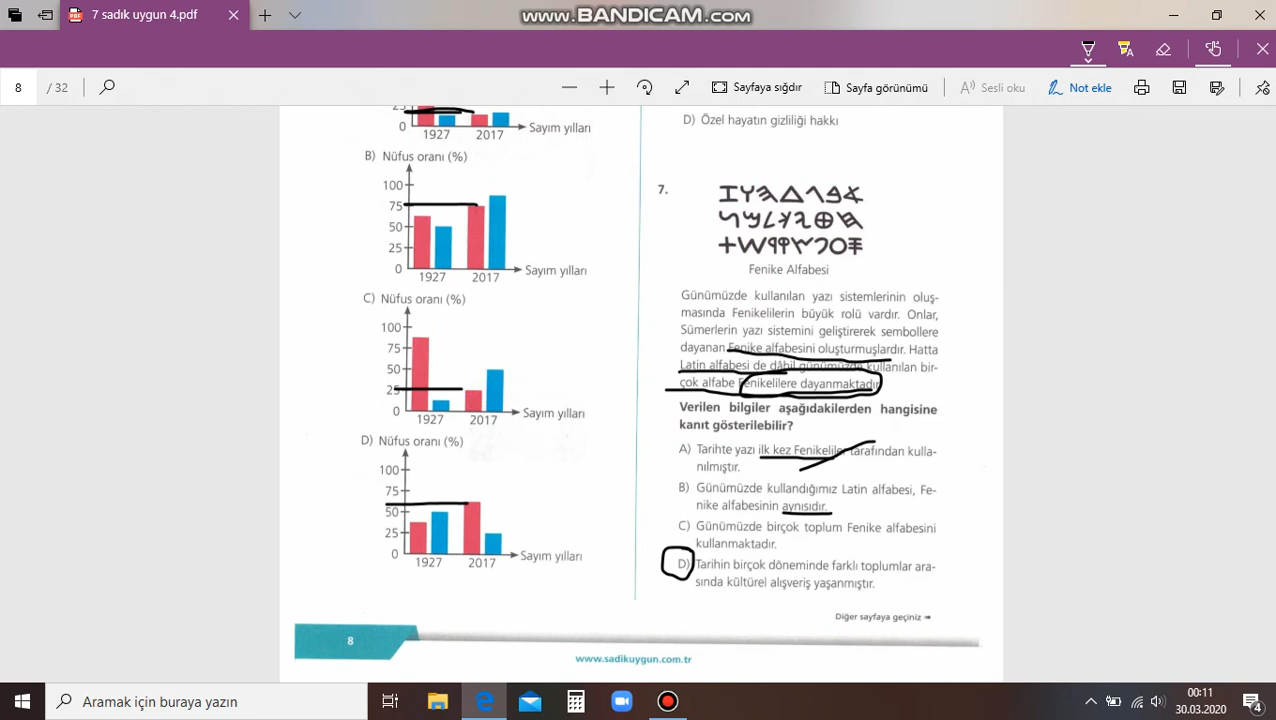 7 sadık uygun 4.pdf
www.BANDICAM.com
8 / 32
Sayfaya sığdır
Sayfa görünümü
Sesli oku
Not ekle
25
0
1927 2017
Sayım yılları
B) Nüfus oranı (%)
100
75
50
25
0
1927 2017
Sayım yılları
C) Nüfus oranı (%)
100
75
50
25
0
1927 2017
Sayım yılları
D) Nüfus oranı (%)
100
75
50
25
0
1927 2017
Sayım yılları
D) Özel hayatın gizliliği hakkı
7.
Fenike Alfabesi
Günümüzde kullanılan yazı sistemlerinin oluş-
masında Fenikelilerin büyük rolü vardır. Onlar,
Sümerlerin yazı sistemini geliştirerek sembollere
dayanan Fenike alfabesini oluşturmuşlardır. Hatta
Latin alfabesi de dâhil günümüzde kullanılan bir-
çok alfabe Fenikelilere dayanmaktadır.
Verilen bilgiler aşağıdakilerden hangisine
kanıt gösterilebilir?
A) Tarihte yazı ilk kez Fenikeliler tarafından kulla-
nılmıştır.
B) Günümüzde kullandığımız Latin alfabesi, Fe-
nike alfabesinin aynısıdır.
C) Günümüzde birçok toplum Fenike alfabesini
kullanmaktadır.
D) Tarihin birçok döneminde farklı toplumlar ara-
sında kültürel alışveriş yaşanmıştır.
Diğer sayfaya geçiniz
8
www.sadikuygun.com.tr
Aramak için buraya yazın
00:11
30.03.2020
4